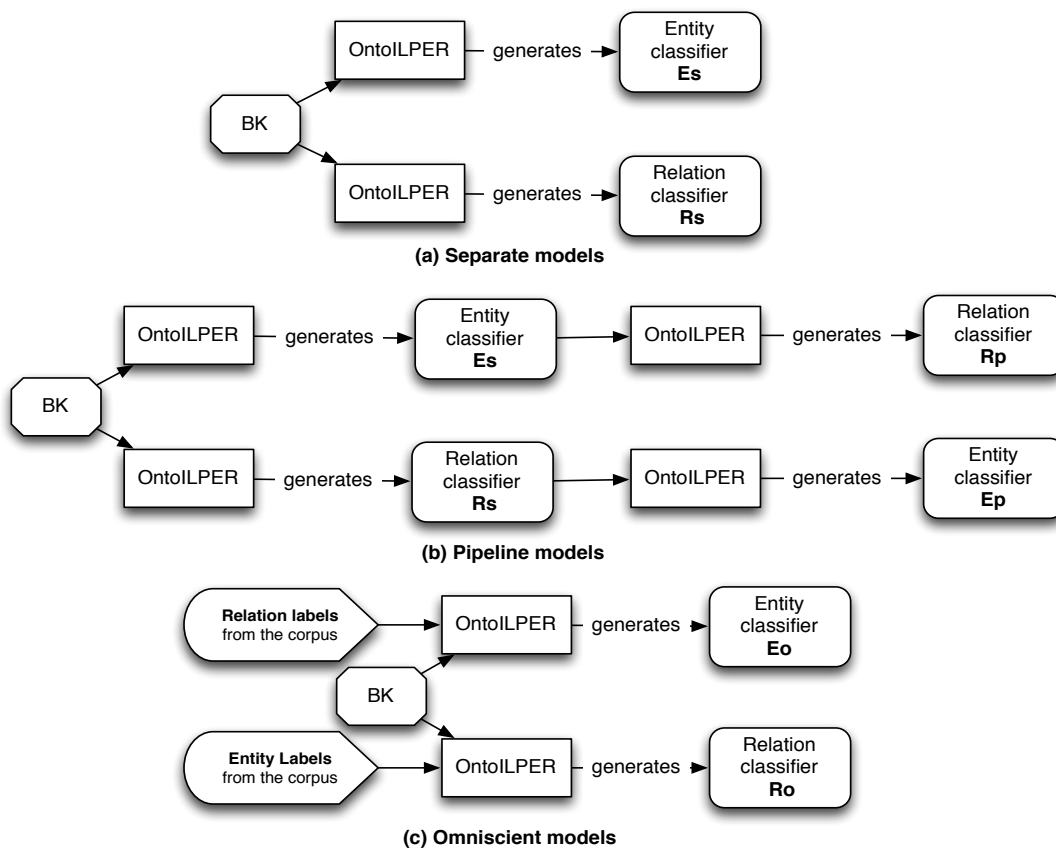 OntoILPER
generates
Entity
classifier
Es
BK
OntoILPER
generates
Relation
classifier
Rs
(a) Separate models
OntoILPER
generates
Entity
classifier
Es
OntoILPER
generates
Relation
classifier
Rp
BK
OntoILPER
generates
Relation
classifier
Rs
OntoILPER
generates
Entity
classifier
Ep
(b) Pipeline models
Relation labels
from the corpus
OntoILPER
generates
Entity
classifier
Eo
BK
Entity Labels
from the corpus
OntoILPER
generates
Relation
classifier
Ro
(c) Omniscient models